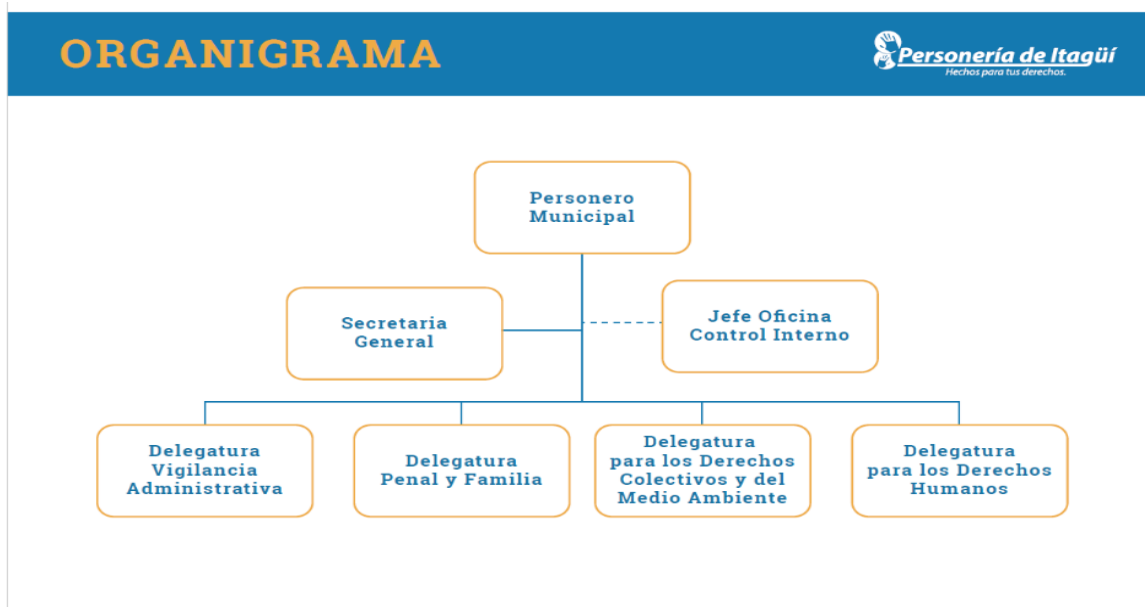 ORGANIGRAMA
Personería de Itagüí
Hechos para tus derechos.
Personero
Municipal
Secretaria
General
Jefe Oficina
Control Interno
Delegatura
Vigilancia
Administrativa
Delegatura
Penal y Familia
Delegatura
para los Derechos
Colectivos y del
Medio Ambiente
Delegatura
para los Derechos
Humanos